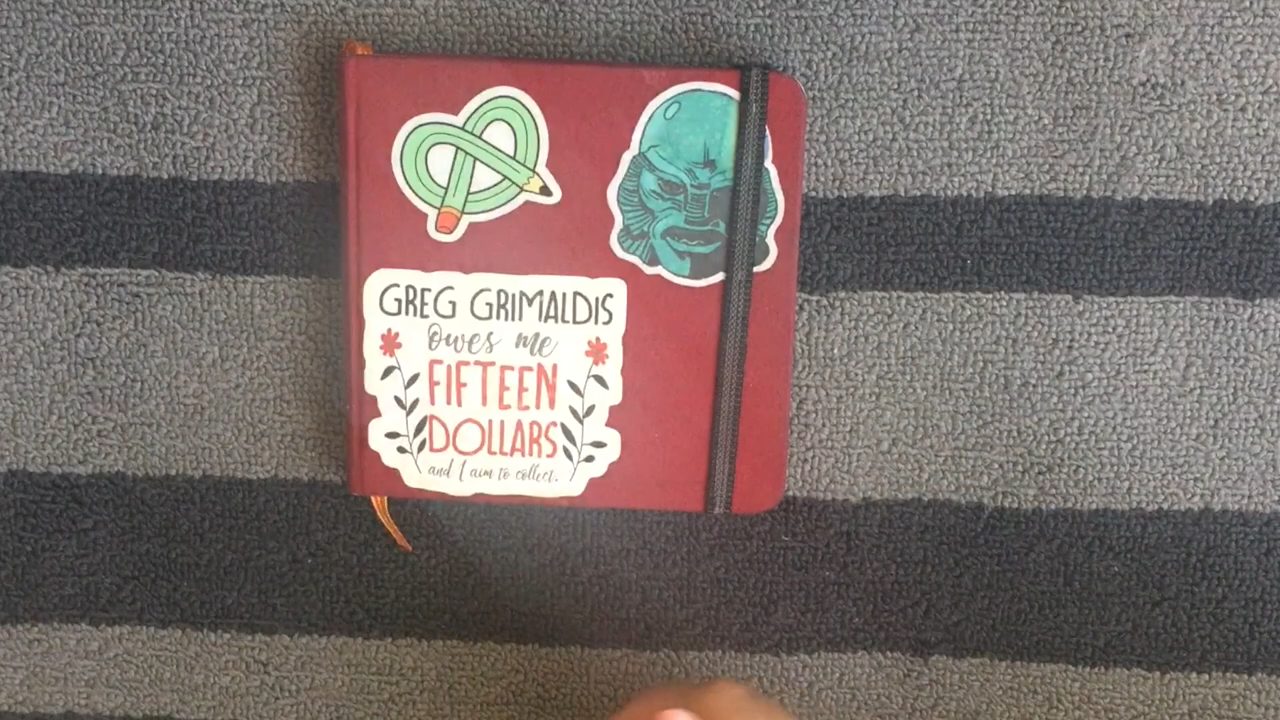 GREG GRIMALDIS
owes me
FIFTEEN
DOLLARS
and I aim to collect.